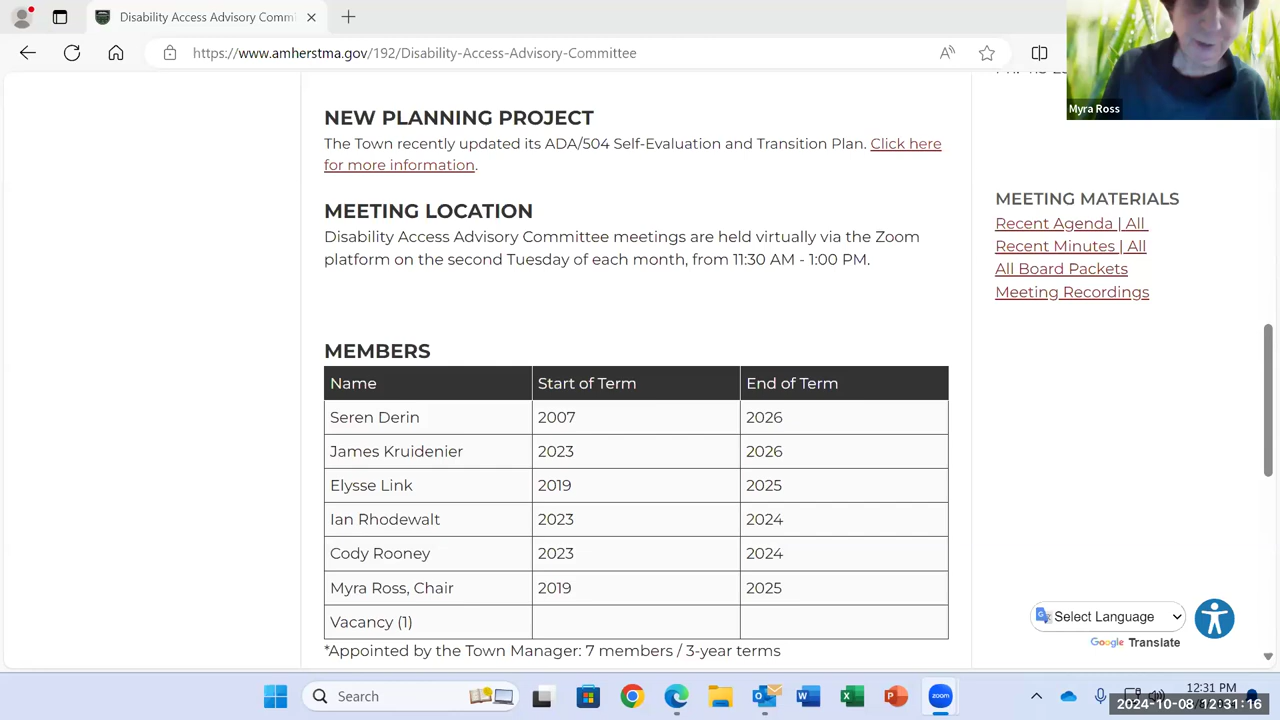 Disability Access Advisory Commi
https://www.amherstma.gov/192/Disability-Access-Advisory-Committee
Myra Ross
NEW PLANNING PROJECT
The Town recently updated its ADA/504 Self-Evaluation and Transition Plan. Click here
for more information.
MEETING LOCATION
Disability Access Advisory Committee meetings are held virtually via the Zoom
platform on the second Tuesday of each month, from 11:30 AM - 1:00 PM.
MEETING MATERIALS
Recent Agenda | All
Recent Minutes | All
All Board Packets
Meeting Recordings
MEMBERS
Name Start of Term End of Term
Seren Derin 2007 2026
James Kruidenier 2023 2026
Elysse Link 2019 2025
Ian Rhodewalt 2023 2024
Cody Rooney 2023 2024
Myra Ross, Chair 2019 2025
Vacancy (1)
*Appointed by the Town Manager: 7 members / 3-year terms
Select Language
Google Translate
Search
zoom
12:31 PM
2024-10-08 12:31:16